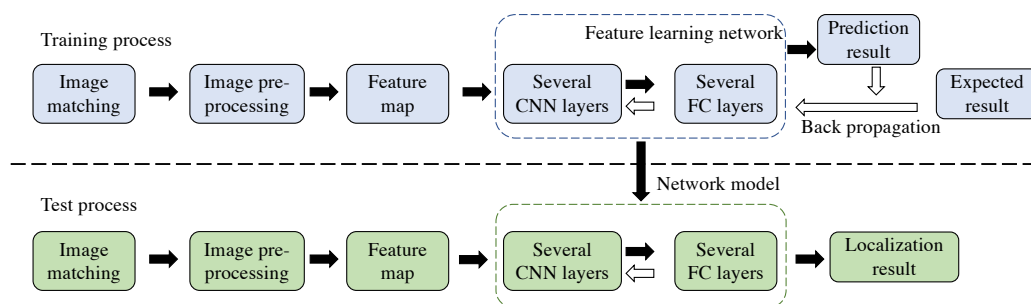 Training process
Feature learning network
Prediction
result
Image
matching
Image pre-
processing
Feature
map
Several
CNN layers
Several
FC layers
Expected
result
Back propagation
Network model
Test process
Image
matching
Image pre-
processing
Feature
map
Several
CNN layers
Several
FC layers
Localization
result